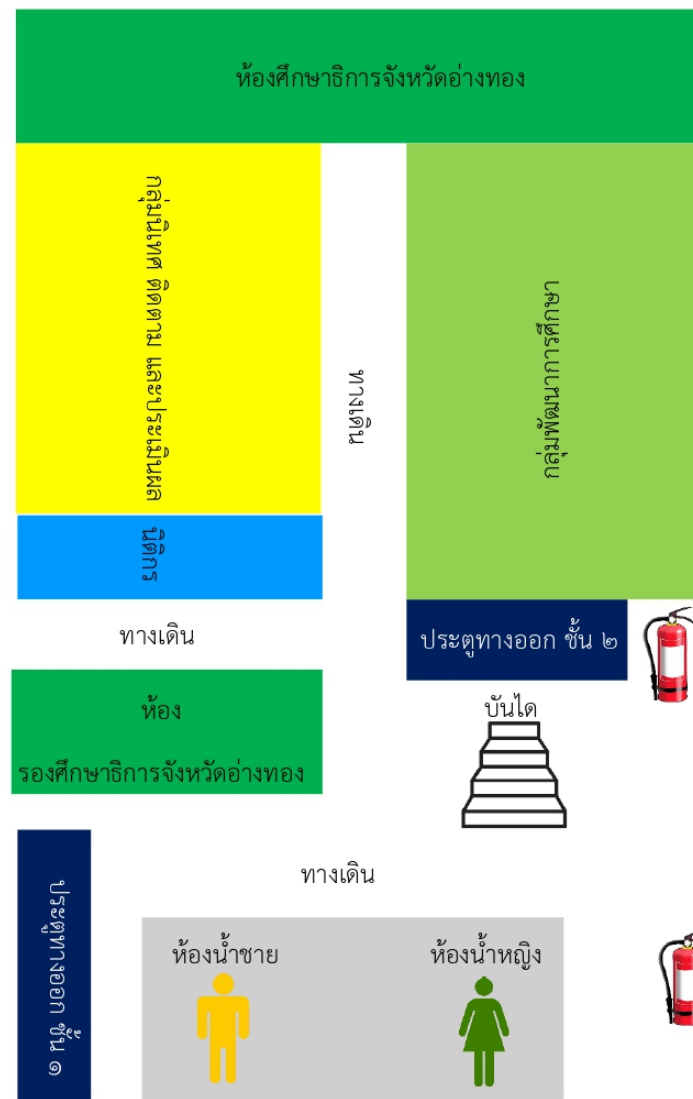 ห้องศึกษาธิการจังหวัดอ่างทอง
กลุ่มนิเทศ ติดตาม และประเมินผล
ทางเดิน
กลุ่มพัฒนาการศึกษา
นิติกร
ทางเดิน
ประตูทางออก ชั้น ๒
ห้อง
รองศึกษาธิการจังหวัดอ่างทอง
บันได
ประตูทางออก ชั้น ๑
ทางเดิน
ห้องน้ำชาย
ห้องน้ำหญิง